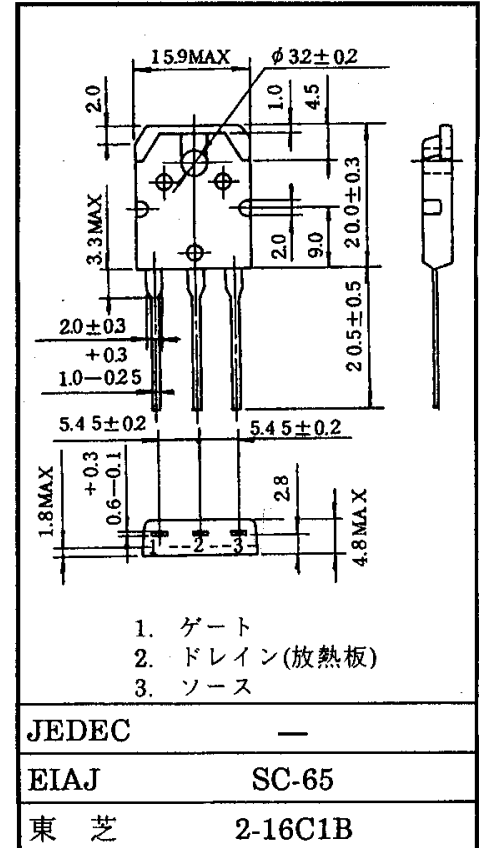 15.9MAX
φ3.2±0.2
2.0
1.0
4.5
3.3MAX
2.0
9.0
20.0±0.3
2.0±0.3
+0.3
1.0−0.25
20.5±0.5
5.45±0.2
5.45±0.2
1.8MAX
+0.3
0.6−0.1
2.8
4.8MAX
1 2 3
1. ゲート
2. ドレイン(放熱板)
3. ソース
JEDEC —
EIAJ SC-65
東芝 2-16C1B